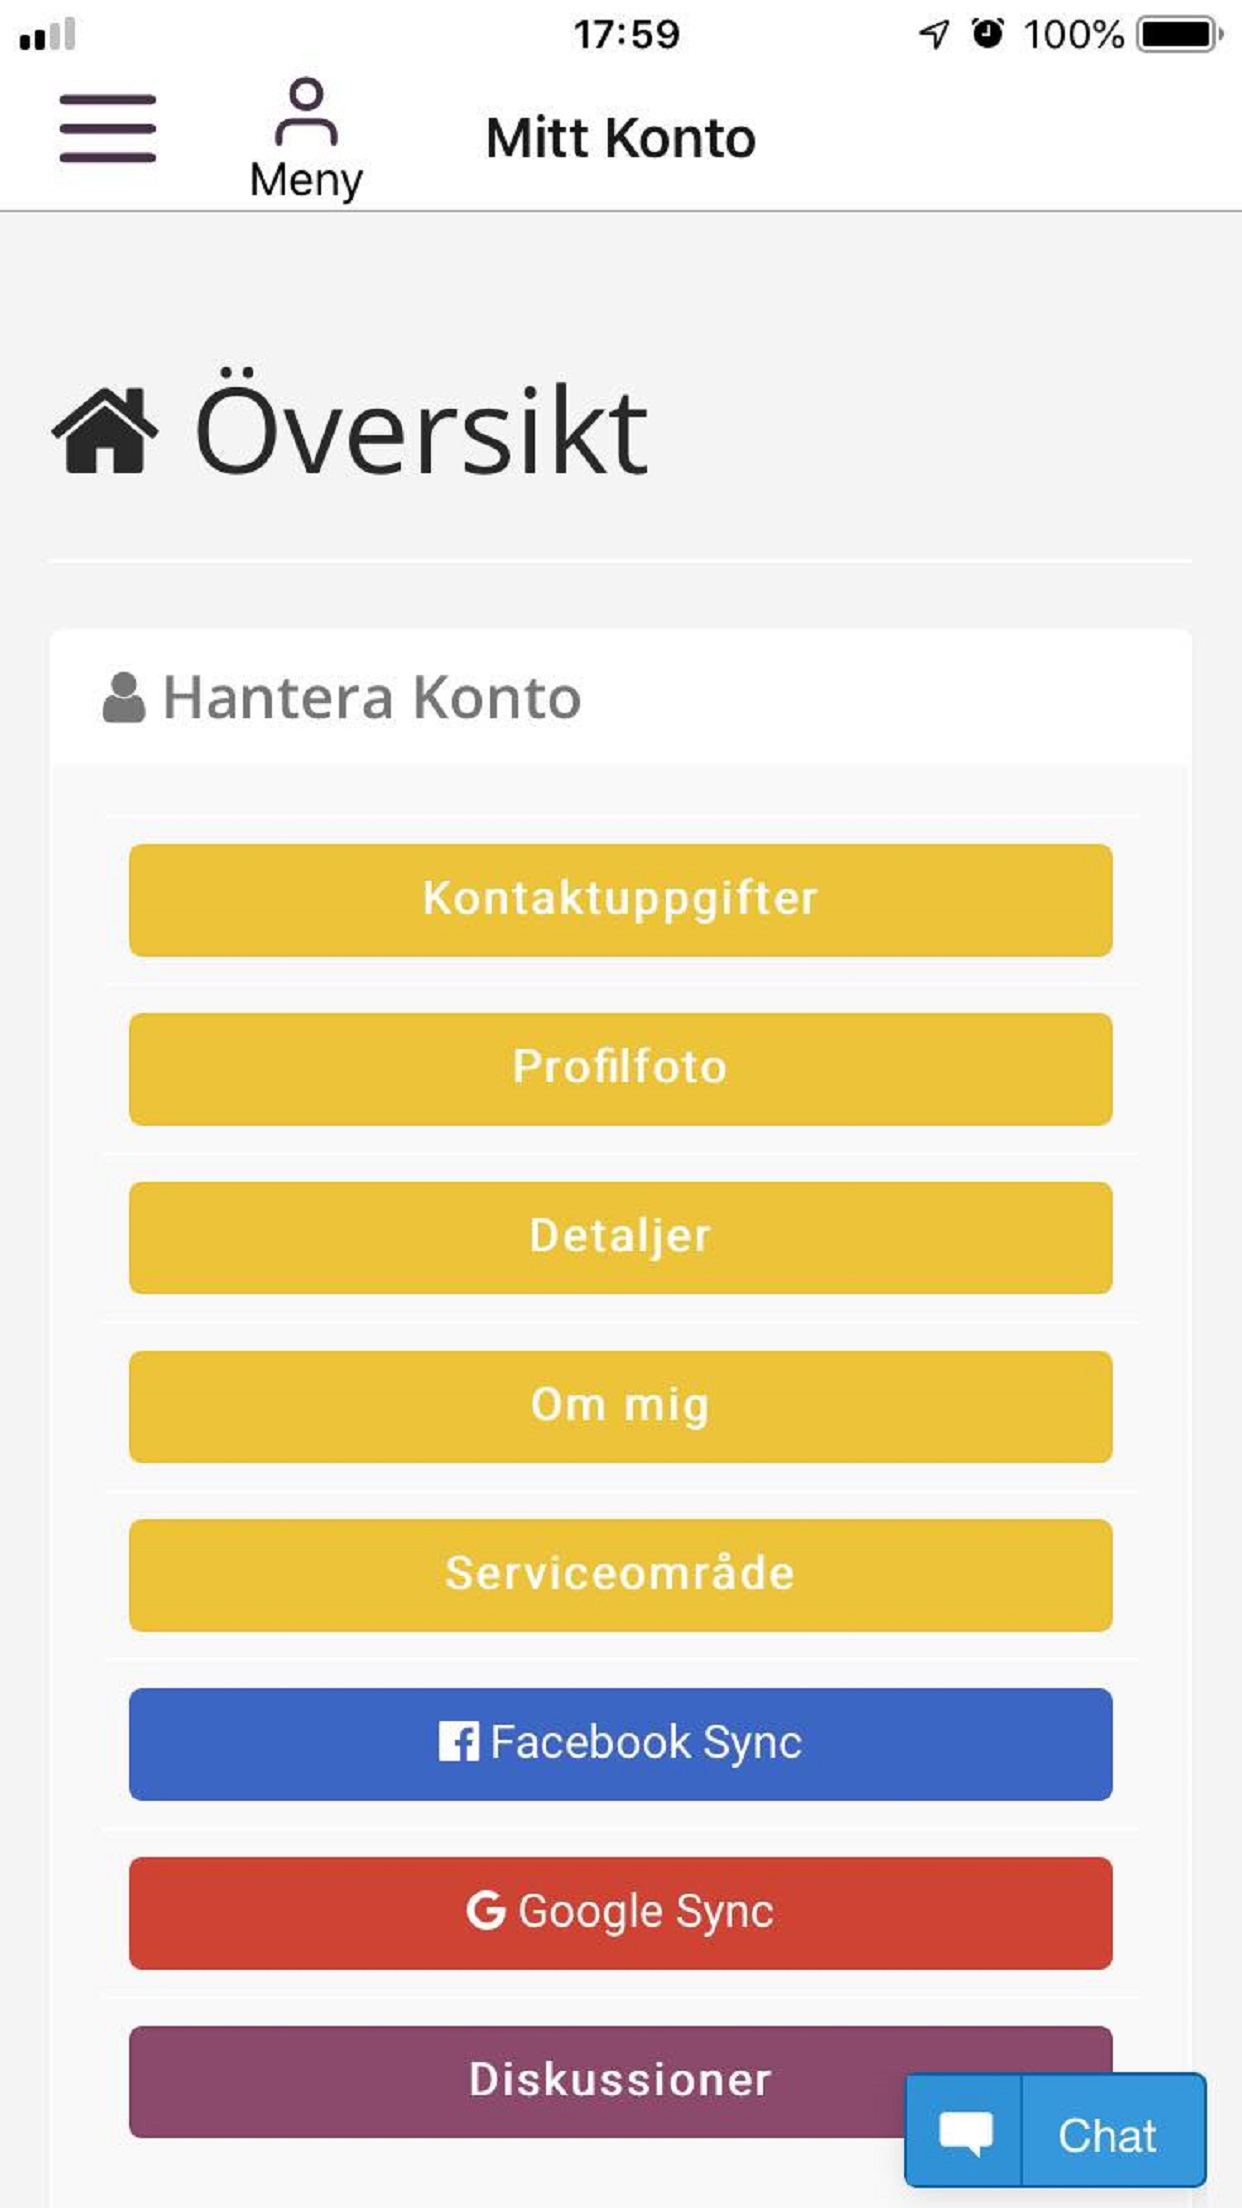 17:59
100%
Meny
Mitt Konto
Översikt
Hantera Konto
Kontaktuppgifter
Profilfoto
Detaljer
Om mig
Serviceområde
Facebook Sync
Google Sync
Diskussioner
Chat